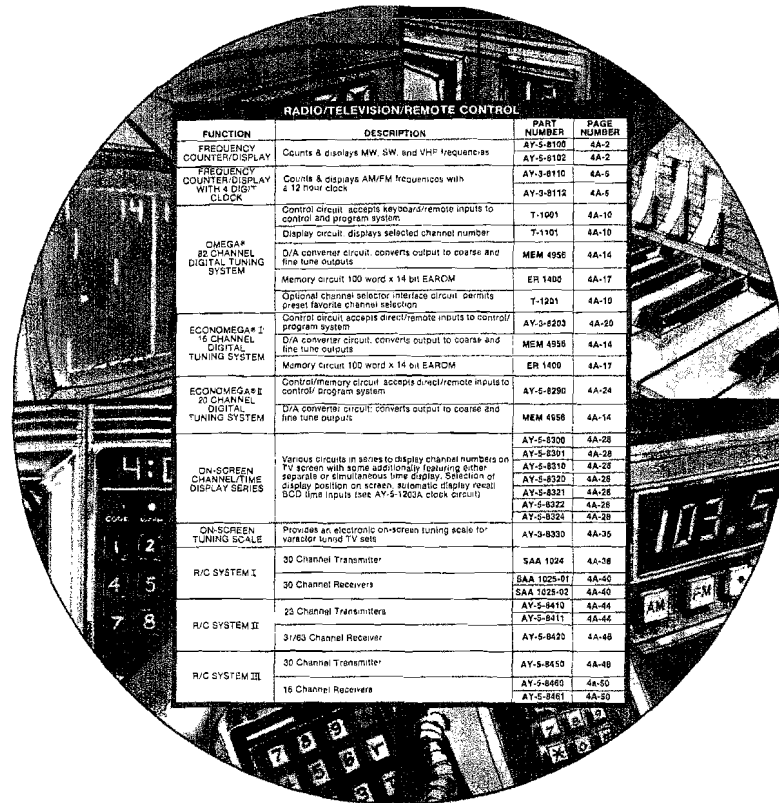 RADIO/TELEVISION/REMOTE CONTROL
FUNCTION DESCRIPTION PART NUMBER PAGE NUMBER
FREQUENCY COUNTER/DISPLAY
Counts & displays MW, SW, and VHF frequencies
AY-5-8100 4A-2
AY-5-8102 4A-2
FREQUENCY COUNTER/DISPLAY WITH 4 DIGIT CLOCK
Counts & displays AM/FM frequencies with
a 12 hour clock
AY-3-8110 4A-5
AY-3-8112 4A-5
OMEGA®
82 CHANNEL
DIGITAL TUNING
SYSTEM
Control circuit accepts keyboard/remote inputs to
control and program system
T-1001 4A-10
Display circuit, displays selected channel number T-1101 4A-10
D/A converter circuit, converts output to coarse and
fine tune outputs
MEM 4956 4A-14
Memory circuit 100 word x 14 bit EAROM ER 1400 4A-17
Optional channel selector interface circuit permits
preset favorite channel selection
T-1201 4A-19
ECONOMEGA® I
16 CHANNEL
DIGITAL
TUNING SYSTEM
Control circuit accepts direct/remote inputs to control/
program system
AY-3-8203 4A-20
D/A converter circuit, converts output to coarse and
fine tune outputs
MEM 4956 4A-14
Memory circuit 100 word x 14 bit EAROM ER 1400 4A-17
ECONOMEGA® II
20 CHANNEL
DIGITAL
TUNING SYSTEM
Control/memory circuit accepts direct/remote inputs to
control/ program system
AY-5-8290 4A-24
D/A converter circuit: converts output to coarse and
fine tune outputs
MEM 4956 4A-14
ON-SCREEN
CHANNEL/TIME
DISPLAY SERIES
Various circuits in series to display channel numbers on
TV screen with some additionally featuring either
separate or simultaneous time display. Selection of
display position on screen, automatic display recall
BCD time inputs (see AY-5-1203A clock circuit)
AY-5-8300 4A-28
AY-5-8301 4A-28
AY-5-8310 4A-28
AY-5-8320 4A-28
AY-5-8321 4A-28
AY-5-8322 4A-28
AY-5-8324 4A-28
ON-SCREEN
TUNING SCALE
Provides an electronic on-screen tuning scale for
varactor tuned TV sets
AY-3-8330 4A-35
R/C SYSTEM I
30 Channel Transmitter SAA 1024 4A-36
30 Channel Receivers
SAA 1025-01 4A-40
SAA 1025-02 4A-40
R/C SYSTEM II
23 Channel Transmitters
AY-5-8410 4A-44
AY-5-8411 4A-44
31/63 Channel Receiver AY-5-8420 4A-46
R/C SYSTEM III
30 Channel Transmitter AY-5-8450 4A-48
16 Channel Receivers
AY-5-8460 4A-50
AY-5-8461 4A-50
14
4:0
1 2
4 5
7 8
103.5
AM FM
7 8 9
4 5 6